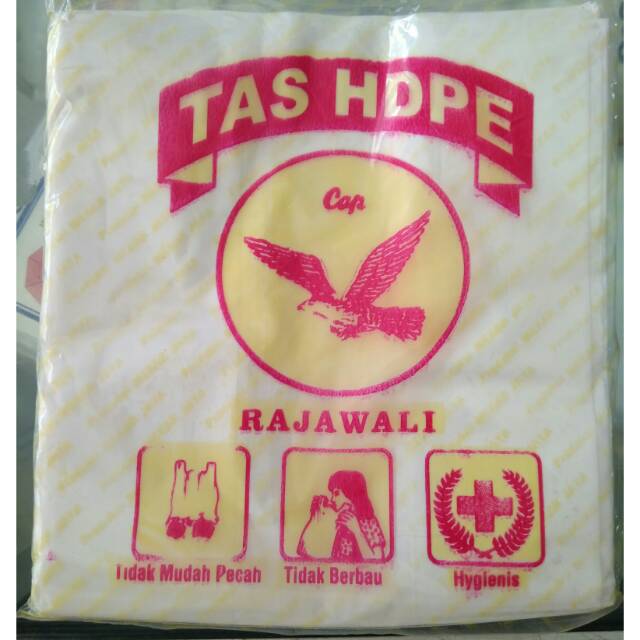 TAS HDPE
Cap
RAJAWALI
Tidak Mudah Pecah
Tidak Berbau
Hygienis